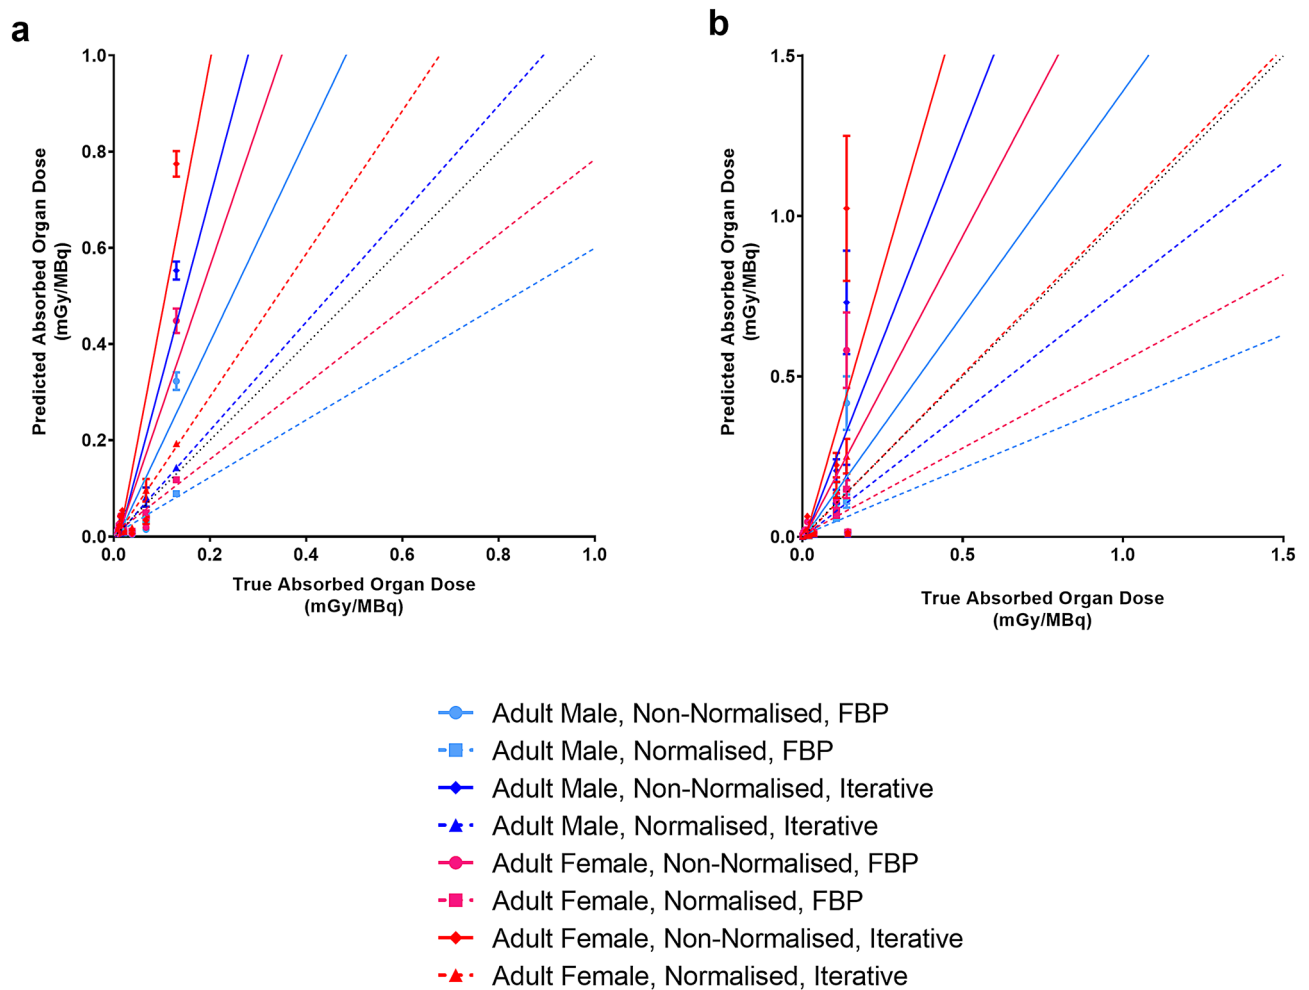 a
Predicted Absorbed Organ Dose
(mGy/MBq)
1.0
0.8
0.6
0.4
0.2
0.0
0.0
0.2
0.4
0.6
0.8
1.0
True Absorbed Organ Dose
(mGy/MBq)
b
Predicted Absorbed Organ Dose
(mGy/MBq)
1.5
1.0
0.5
0.0
0.0
0.5
1.0
1.5
True Absorbed Organ Dose
(mGy/MBq)
Adult Male, Non-Normalised, FBP
Adult Male, Normalised, FBP
Adult Male, Non-Normalised, Iterative
Adult Male, Normalised, Iterative
Adult Female, Non-Normalised, FBP
Adult Female, Normalised, FBP
Adult Female, Non-Normalised, Iterative
Adult Female, Normalised, Iterative